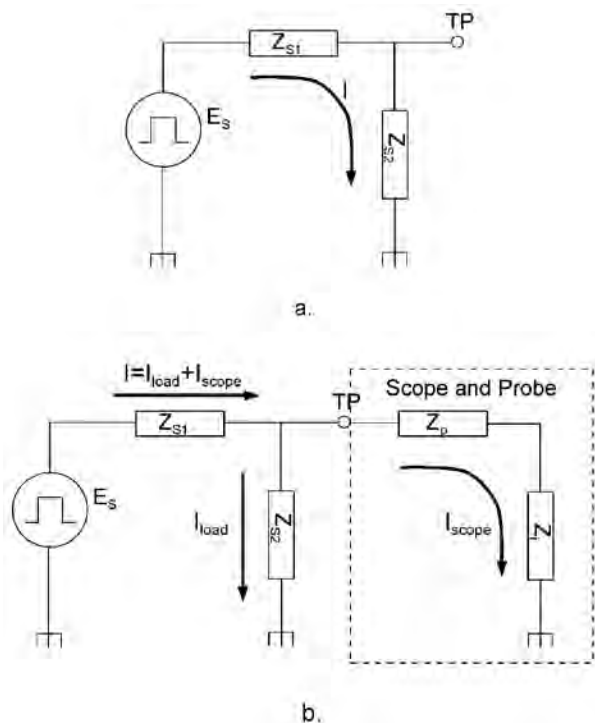 TP
Z_S1
I
E_S
Z_S2
a.
I=I_load+I_scope
Scope and Probe
TP
Z_S1
Z_p
E_S
I_load
Z_S2
I_scope
Z_i
b.